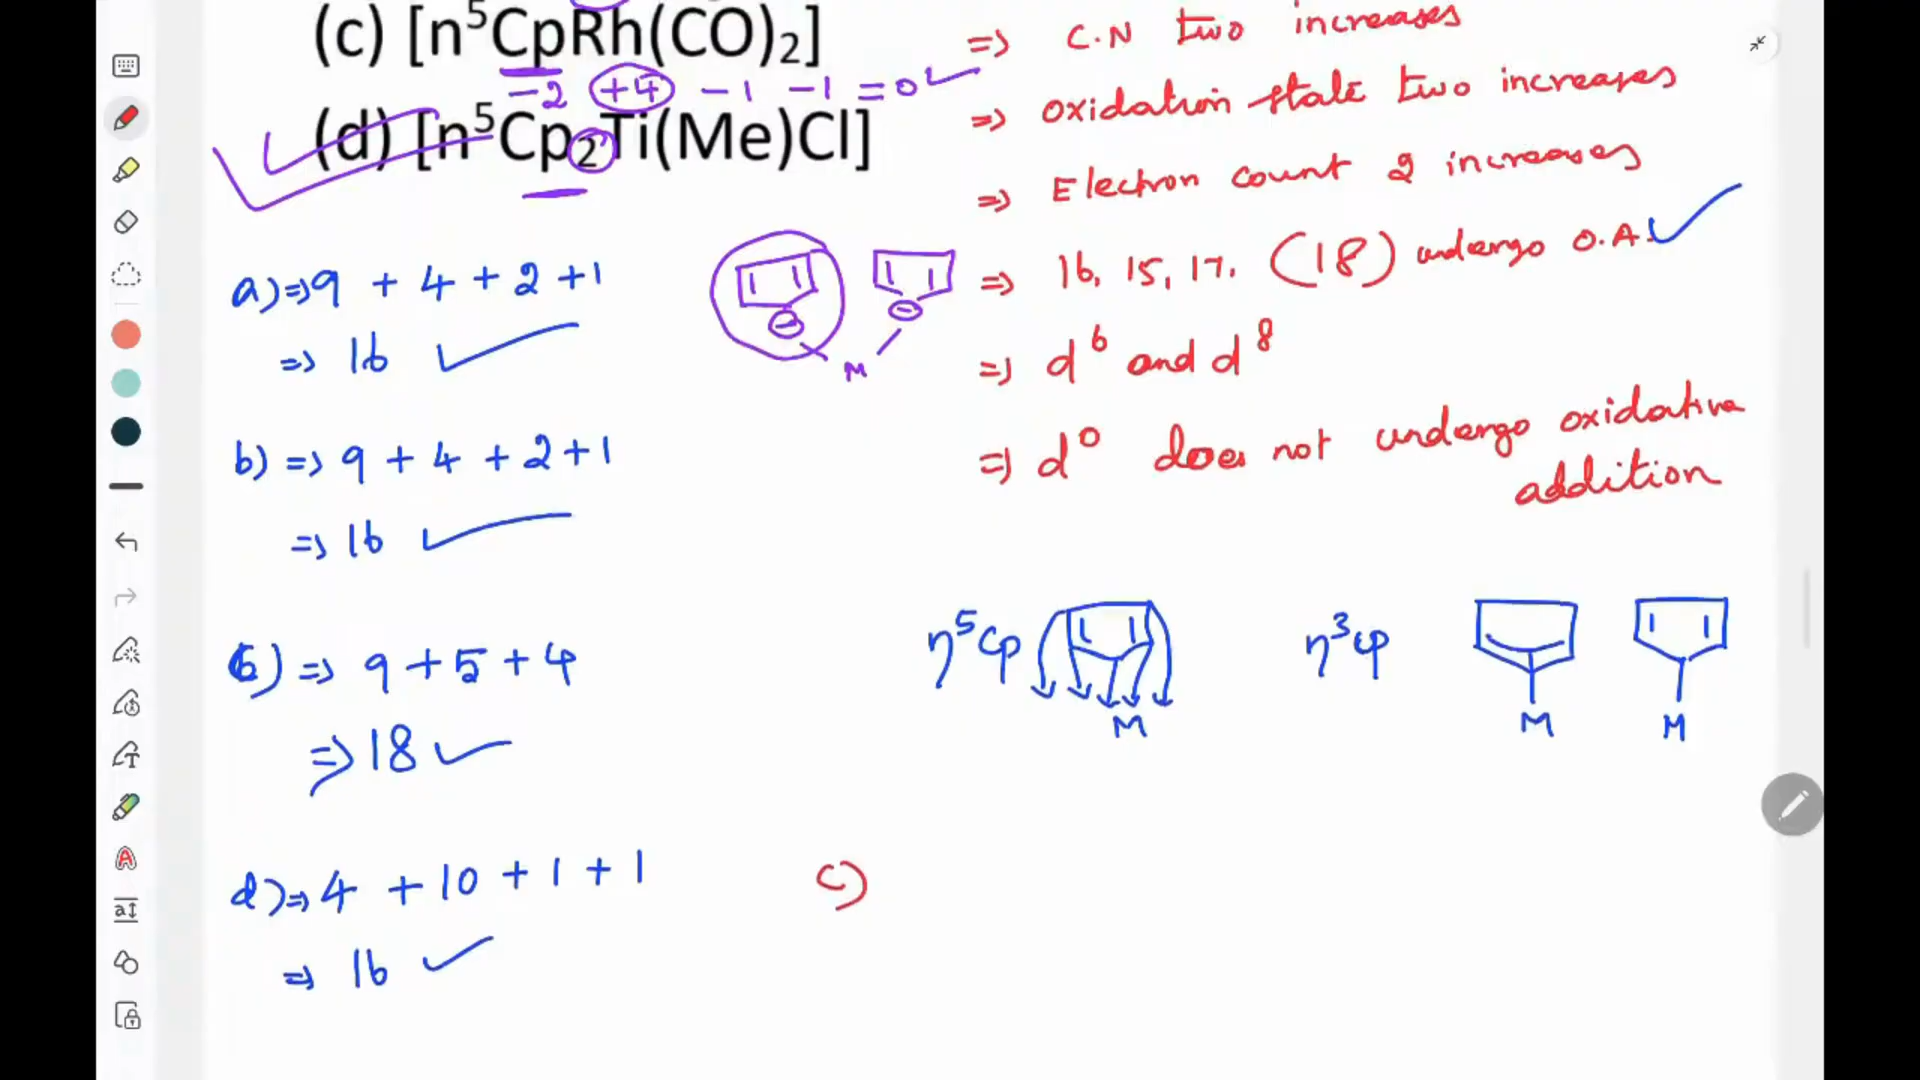 (c) [n⁵CpRh(CO)₂]
-2 +4 -1 -1 = 0 ✓
(d) [n⁵Cp₂Ti(Me)Cl]
=> C.N two increases
=> oxidation state two increases
=> Electron count 2 increases
=> 16, 15, 17, (18) undergo O.A. ✓
=> d⁶ and d⁸
=> d⁰ does not undergo oxidative
addition
a) => 9 + 4 + 2 + 1
=> 16 ✓
M
b) => 9 + 4 + 2 + 1
=> 16 ✓
c) => 9 + 5 + 4
=> 18 ✓
η⁵Cp
M
η³Cp
M
M
d) => 4 + 10 + 1 + 1
=> 16 ✓
c)